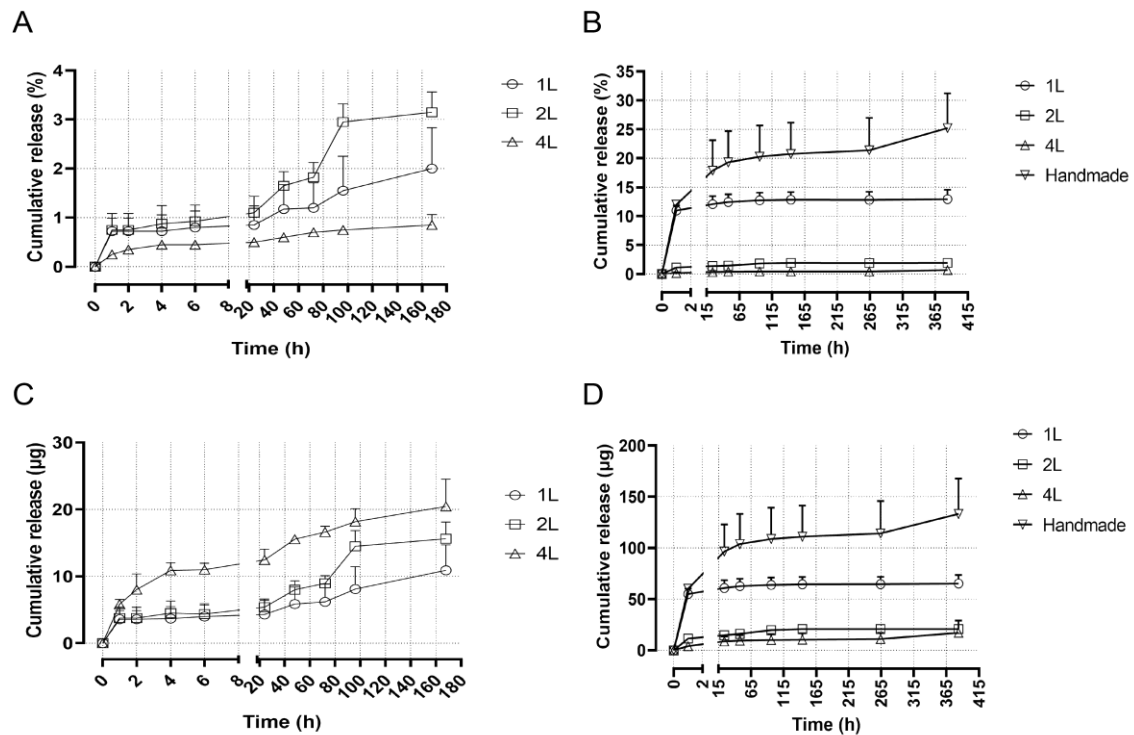 A
Cumulative release (%)
4
3
2
1
0
0 2 4 6 8 20 40 60 80 100 120 140 160 180
Time (h)
1L
2L
4L
B
Cumulative release (%)
35
30
25
20
15
10
5
0
0 2 15 65 115 165 215 265 315 365 415
Time (h)
1L
2L
4L
Handmade
C
Cumulative release (µg)
30
20
10
0
0 2 4 6 8 20 40 60 80 100 120 140 160 180
Time (h)
1L
2L
4L
D
Cumulative release (µg)
200
150
100
50
0
0 2 15 65 115 165 215 265 315 365 415
Time (h)
1L
2L
4L
Handmade